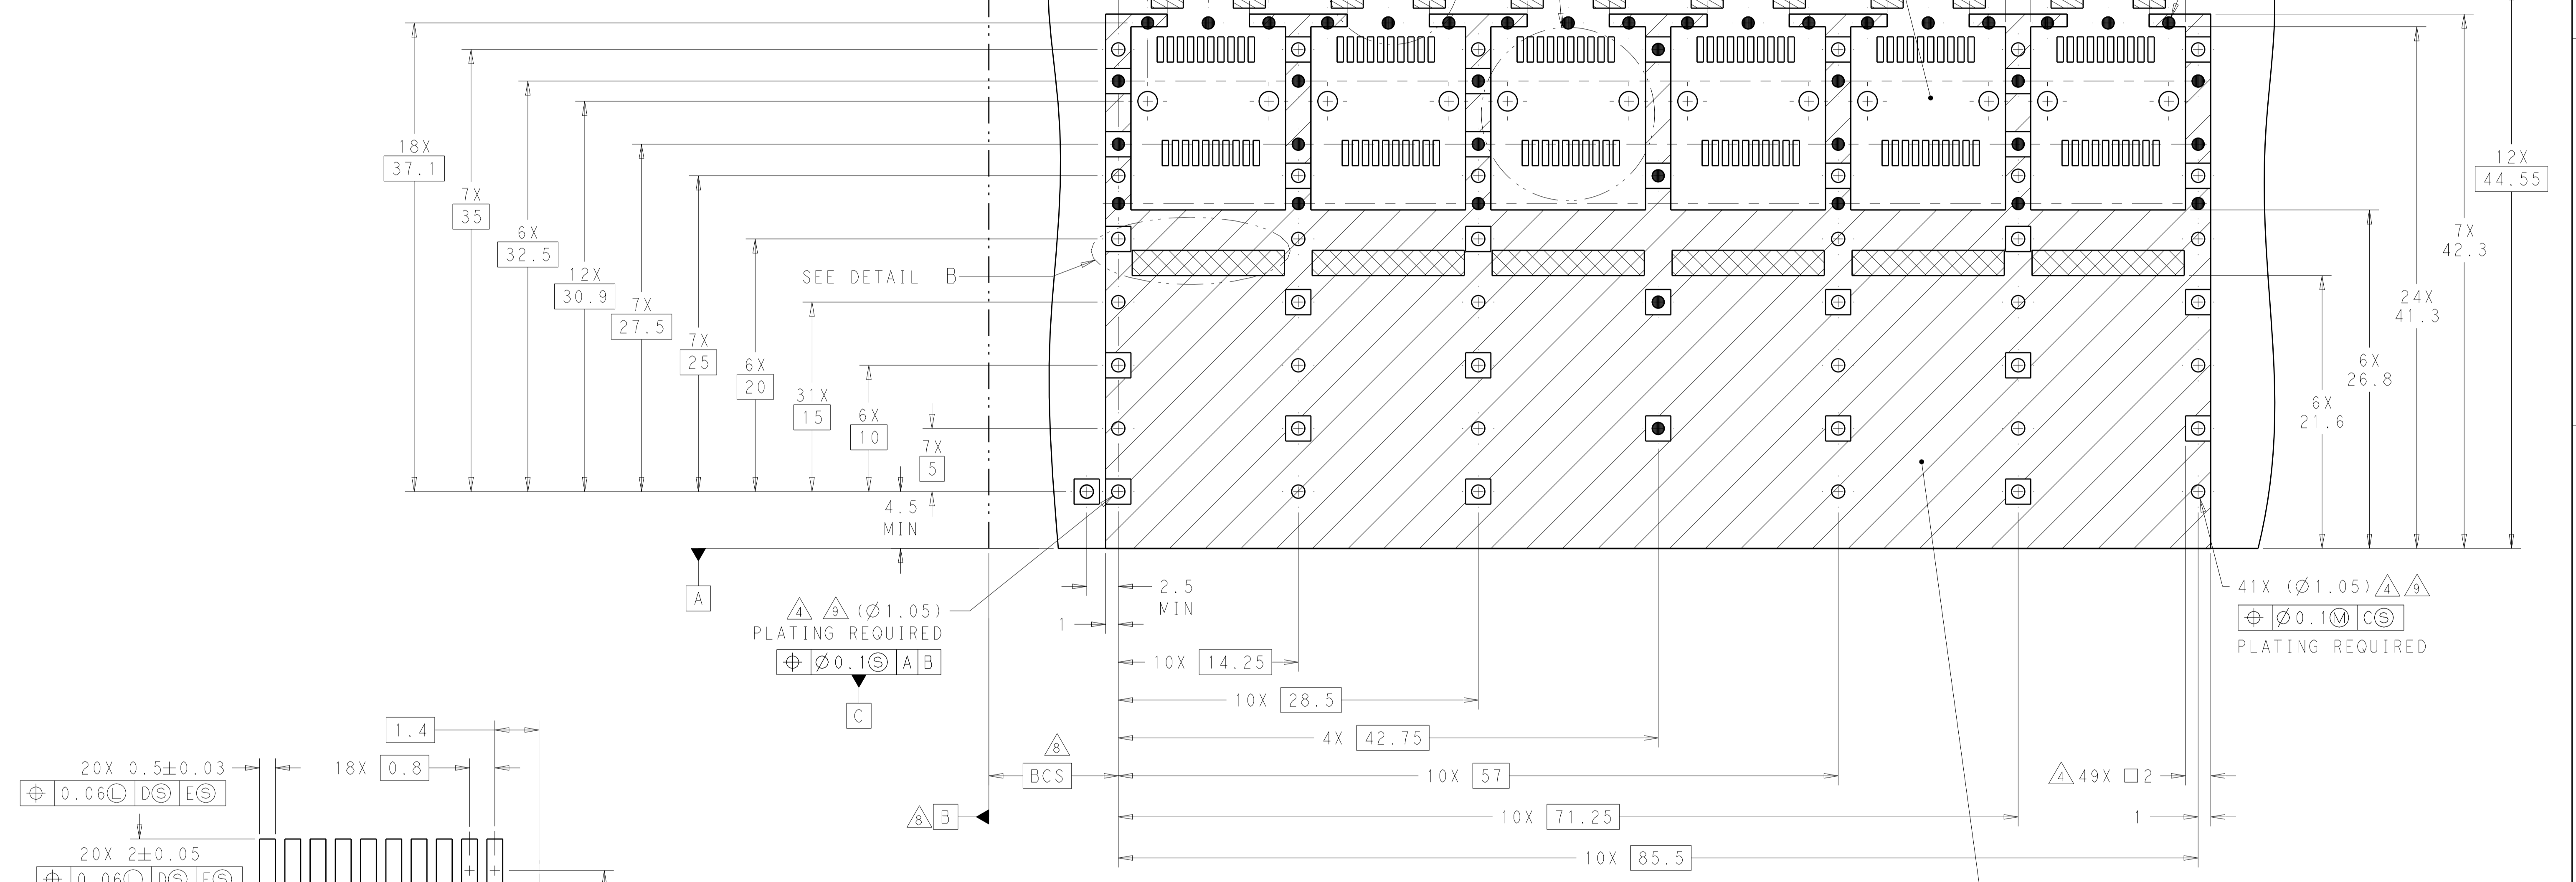 18X
37.1
7X
35
6X
32.5
12X
30.9
7X
27.5
7X
25
6X
20
31X
15
6X
10
7X
5
4.5
MIN
SEE DETAIL B
12X
44.55
7X
42.3
24X
41.3
6X
26.8
6X
21.6
A
4 9 (Ø1.05)
PLATING REQUIRED
⌖ Ø0.1Ⓢ A B
C
2.5
MIN
1
41X (Ø1.05) 4 9
⌖ Ø0.1Ⓜ CⓈ
PLATING REQUIRED
10X 14.25
10X 28.5
4X 42.75
8
BCS
10X 57
4 49X □2
8 B
10X 71.25
1
10X 85.5
1.4
20X 0.5±0.03
18X 0.8
⌖ 0.06Ⓛ DⓈ EⓈ
20X 2±0.05
⌖ 0.06Ⓛ DⓈ EⓈ